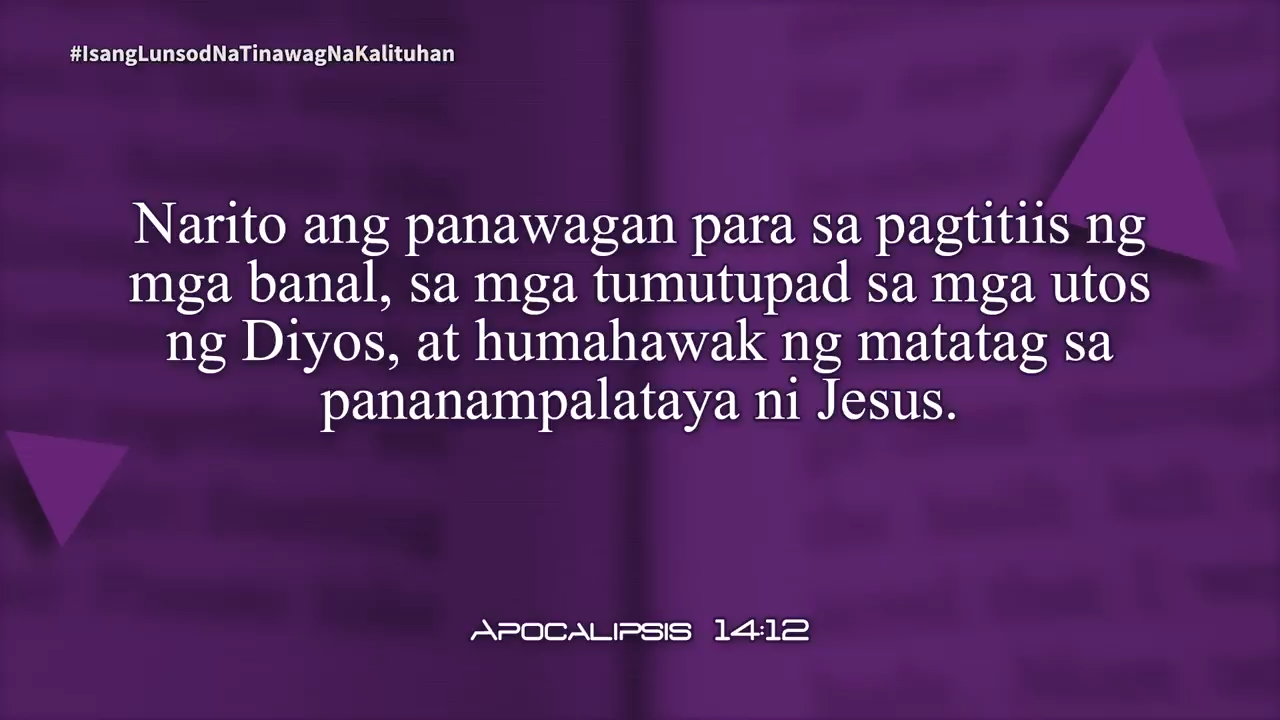 #IsangLunsodNaTinawagNaKalituhan
Narito ang panawagan para sa pagtitiis ng
mga banal, sa mga tumutupad sa mga utos
ng Diyos, at humahawak ng matatag sa
pananampalataya ni Jesus.
Apocalipsis 14:12